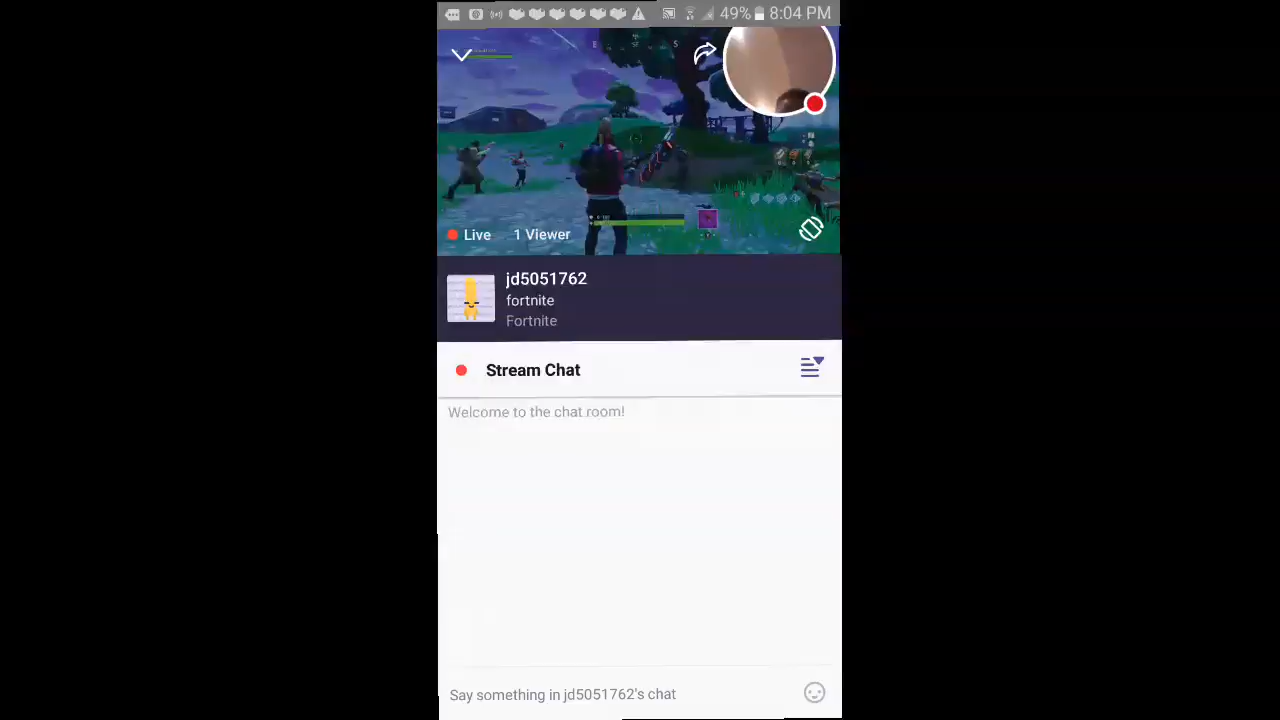 49% 8:04 PM
Live 1 Viewer
jd5051762
fortnite
Fortnite
Stream Chat
Welcome to the chat room!
Say something in jd5051762's chat